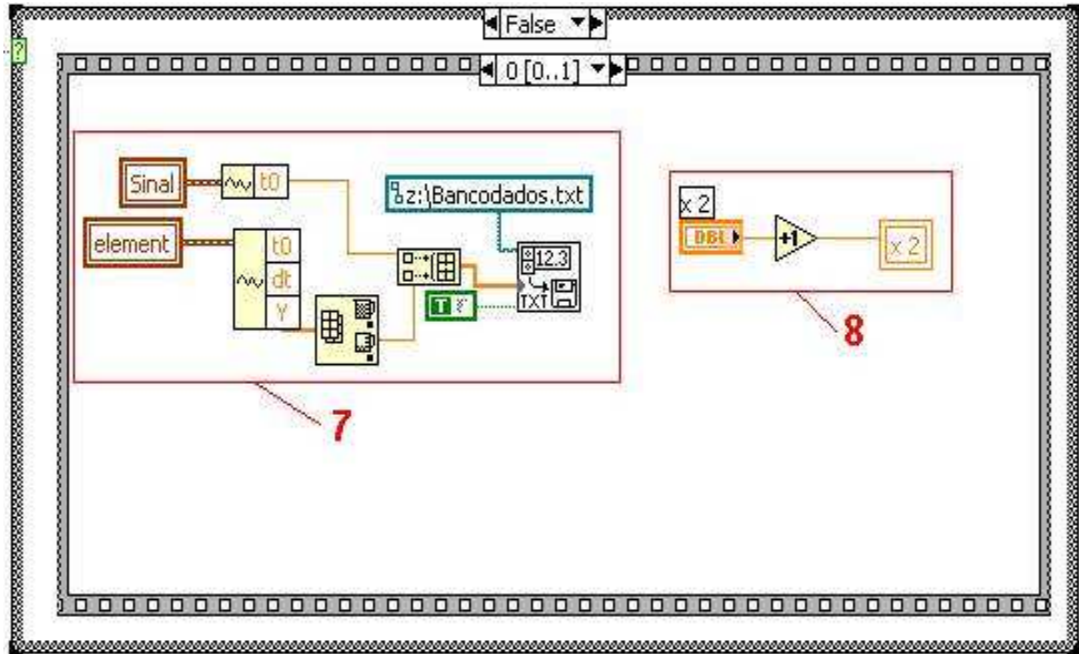 False
?
0 [0..1]
Sinal
t0
z:\Bancodados.txt
x 2
element
t0
dt
Y
12.3
TXT
T
DBL
+1
x 2
7
8